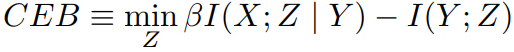 CEB ≡ min_Z βI(X; Z | Y) − I(Y; Z)